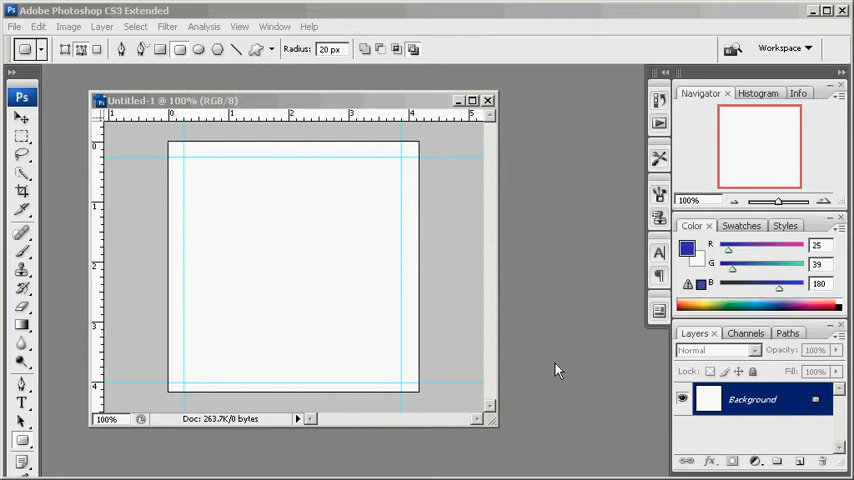 Ps Adobe Photoshop CS3 Extended
File Edit Image Layer Select Filter Analysis View Window Help
Radius: 20 px Workspace
Ps
Untitled-1 @ 100% (RGB/8)
1 0 1 2 3 4 5
0
1
2
3
4
100% Doc: 263.7K/0 bytes
T
A
Navigator × Histogram Info
100%
Color × Swatches Styles
R 25
G 39
B 180
Layers × Channels Paths
Normal Opacity: 100%
Lock: Fill: 100%
Background
fx